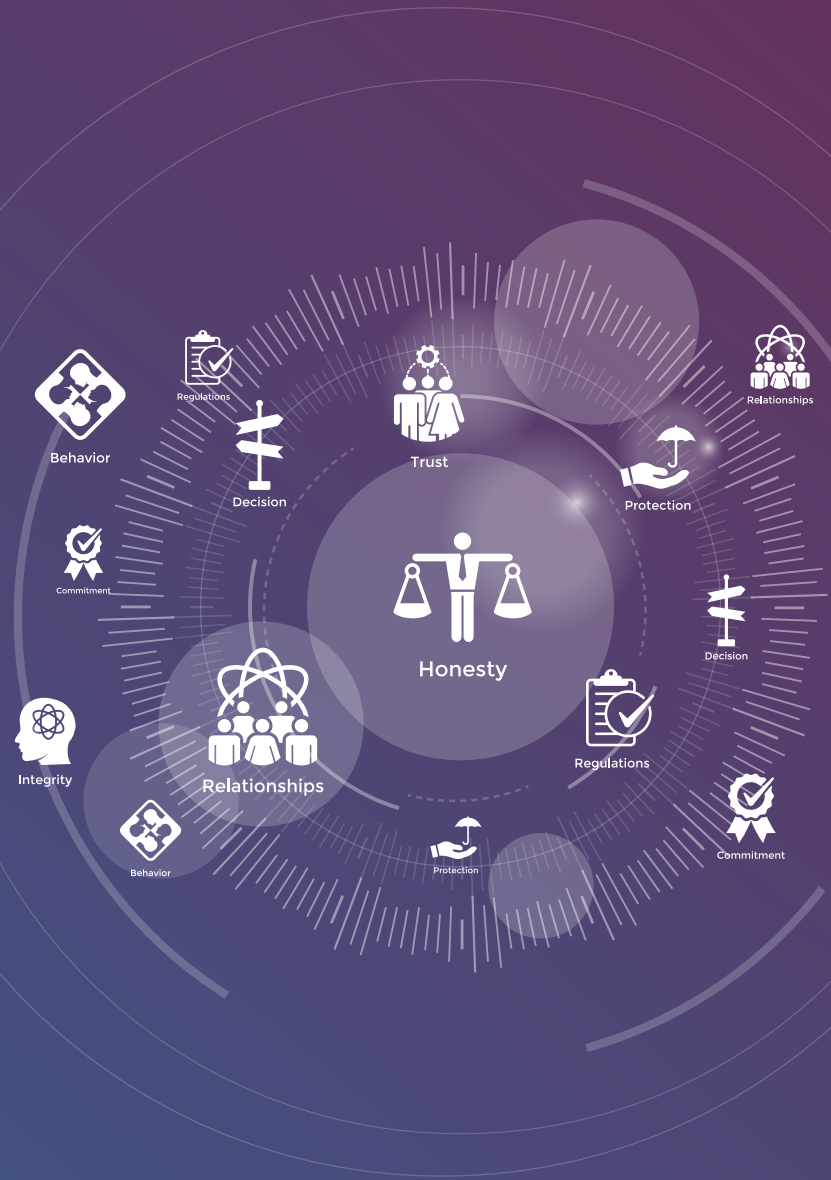 Regulations
Relationships
Behavior
Trust
Decision
Protection
Commitment
Decision
Honesty
Regulations
Integrity
Relationships
Commitment
Behavior
Protection